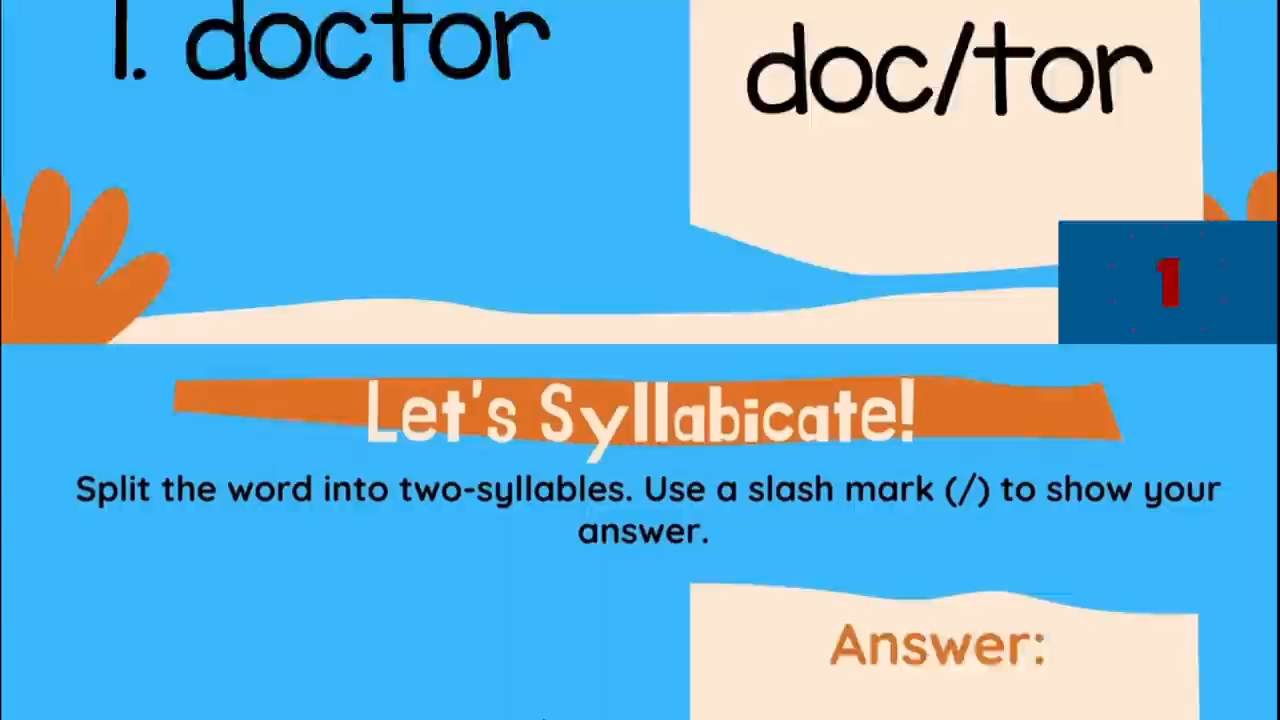 1. doctor
doc/tor
1
Let's Syllabicate!
Split the word into two-syllables. Use a slash mark (/) to show your
answer.
Answer: